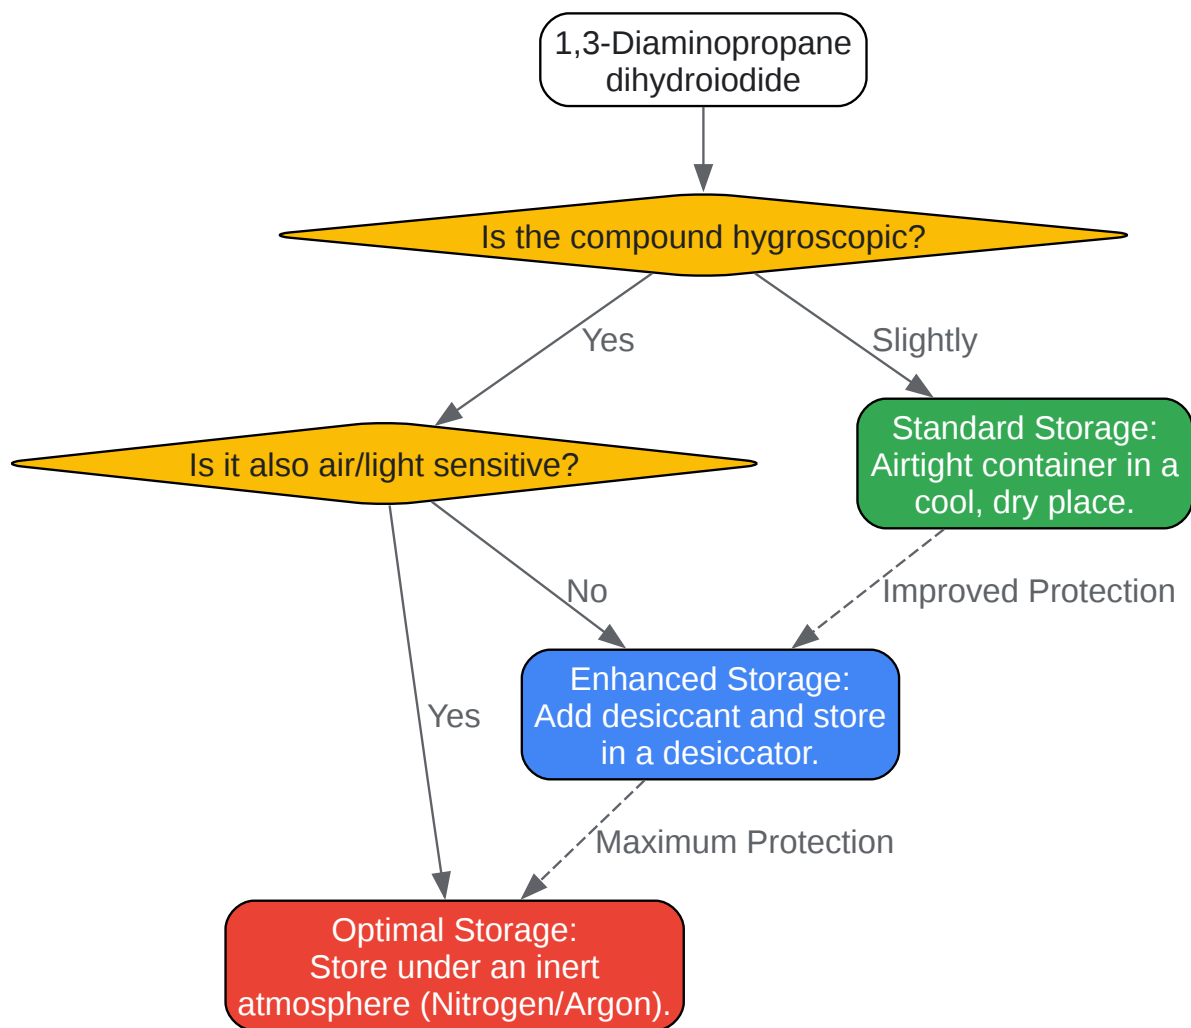 1,3-Diaminopropane
dihydroiodide
Is the compound hygroscopic?
Yes
Slightly
Is it also air/light sensitive?
Standard Storage:
Airtight container in a
cool, dry place.
No
Improved Protection
Yes
Enhanced Storage:
Add desiccant and store
in a desiccator.
Maximum Protection
Optimal Storage:
Store under an inert
atmosphere (Nitrogen/Argon).